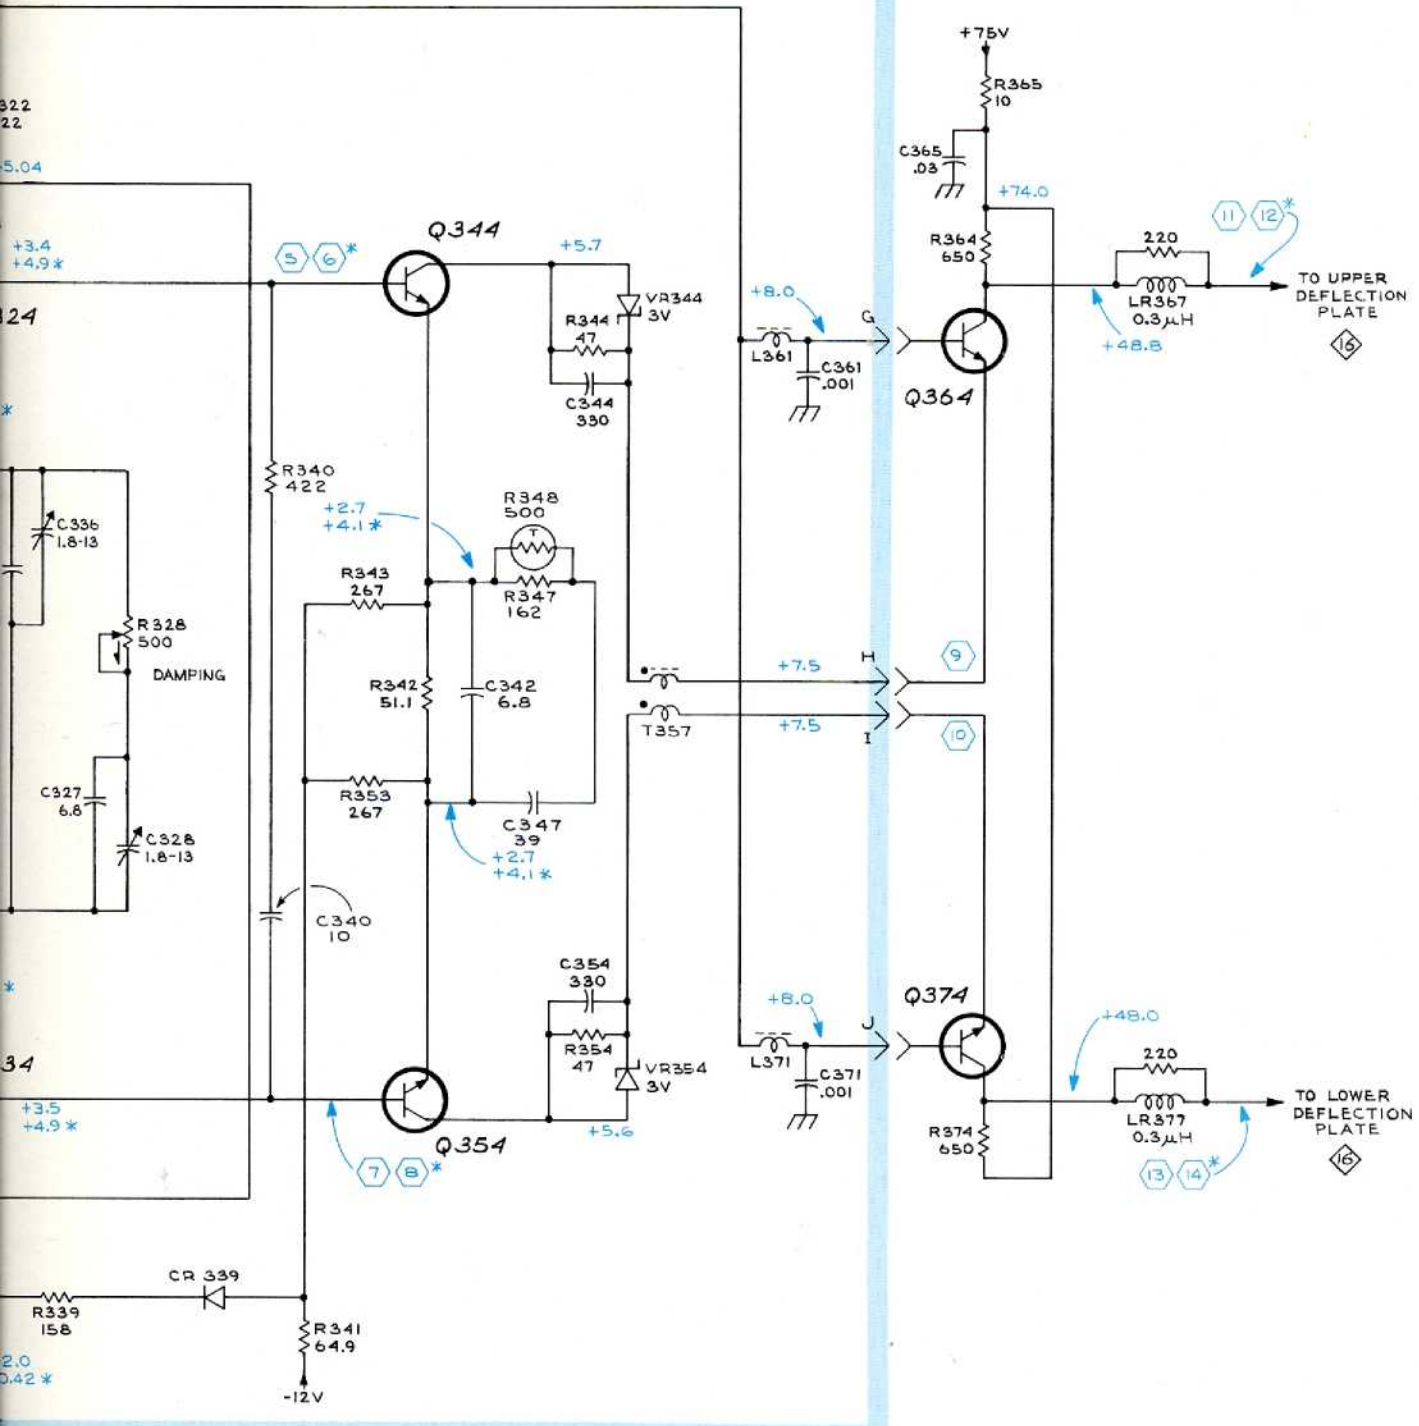 +75V
R365
10
322
22
C365
.03
5.04
+74.0
Q344
+3.4
+4.9*
5 6 *
+5.7
R364
650
220
11 12 *
TO UPPER
DEFLECTION
PLATE
16
LR367
0.3μH
+48.8
VR344
3V
R344
47
C344
330
+8.0
G
L361
C361
.001
Q364
324
*
C336
1.8-13
R340
422
+2.7
+4.1*
R348
500
T
R343
267
R347
162
R328
500
DAMPING
R342
51.1
C342
6.8
+7.5
H
9
T357
+7.5
I
10
C327
6.8
R353
267
C347
39
C328
1.8-13
+2.7
+4.1*
C340
10
*
C354
330
+8.0
J
Q374
+48.0
R354
47
L371
C371
.001
220
LR377
0.3μH
TO LOWER
DEFLECTION
PLATE
16
34
+3.5
+4.9*
VR354
3V
+5.6
Q354
7 8 *
R374
650
13 14 *
CR 339
R339
158
R341
64.9
2.0
0.42*
-12V